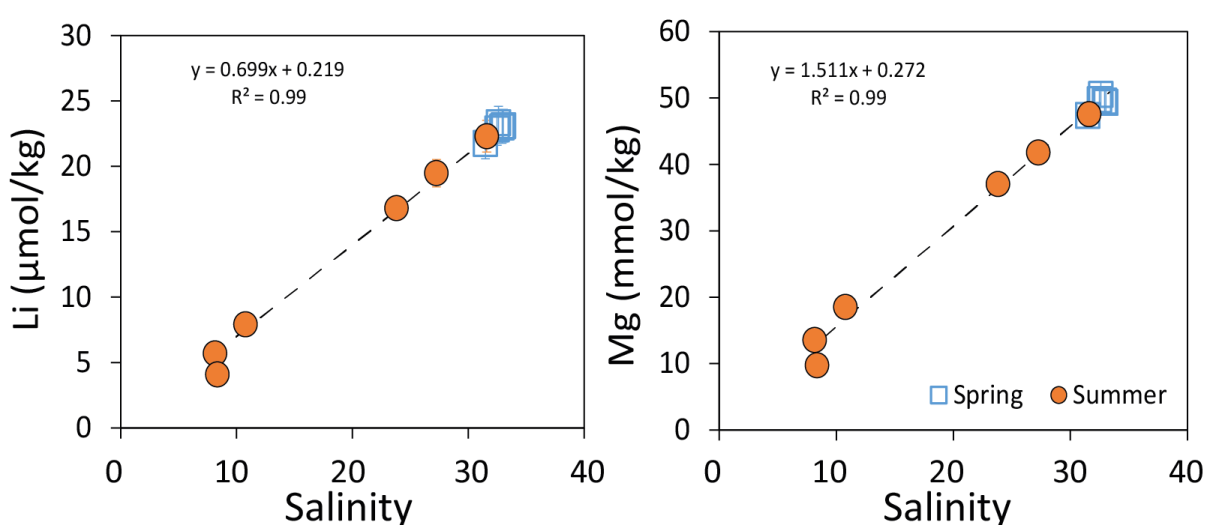 30
25
20
15
10
5
0
Li (µmol/kg)
y = 0.699x + 0.219
R² = 0.99
0 10 20 30 40
Salinity
60
50
40
30
20
10
0
Mg (mmol/kg)
y = 1.511x + 0.272
R² = 0.99
Spring Summer
0 10 20 30 40
Salinity